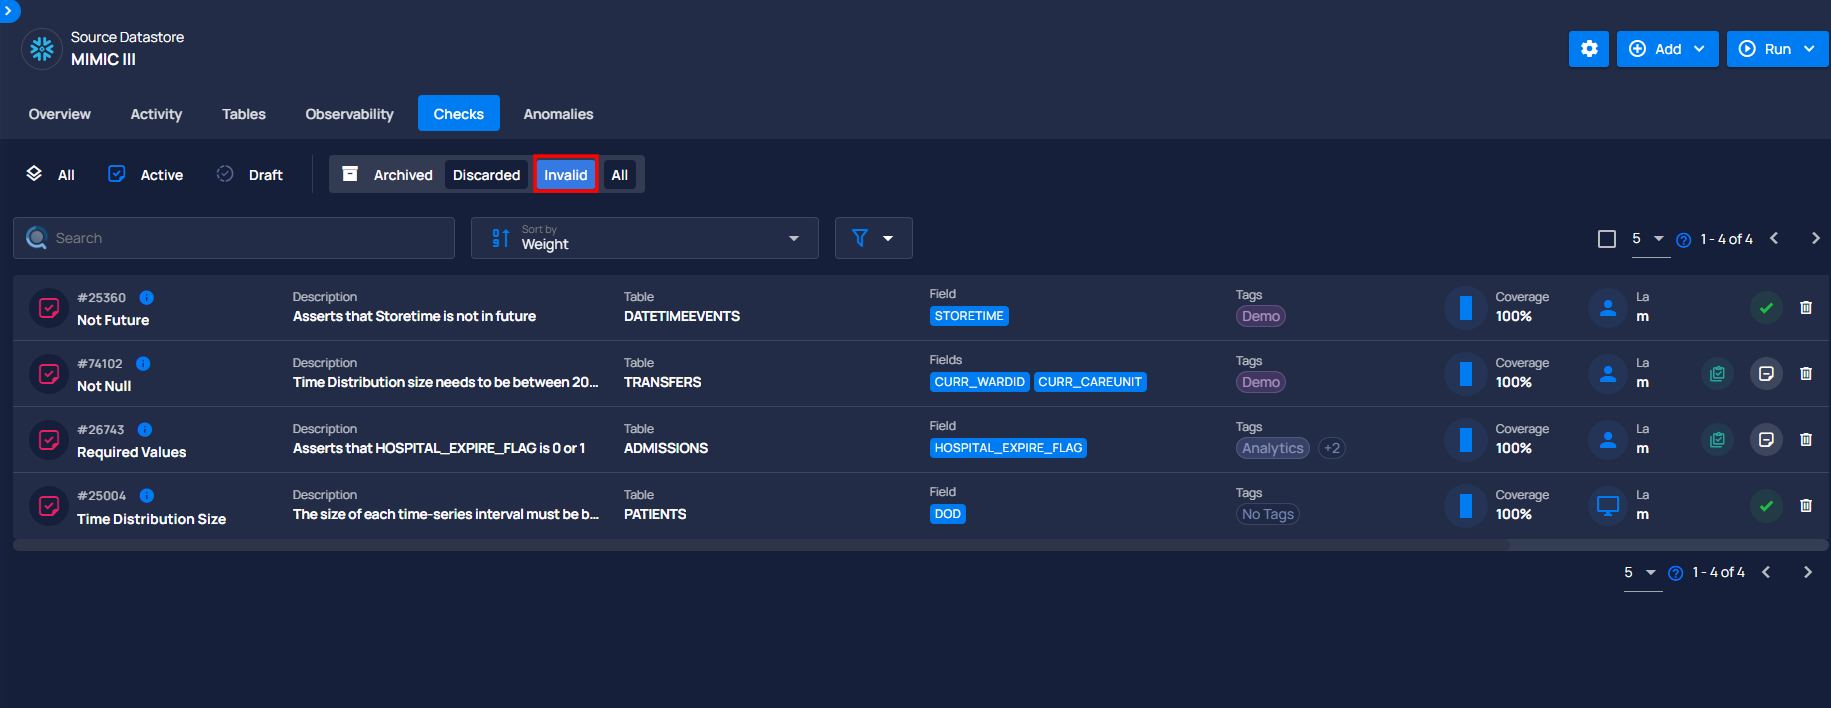 Source Datastore
MIMIC III
Add
Run
Overview
Activity
Tables
Observability
Checks
Anomalies
All
Active
Draft
Archived
Discarded
Invalid
All
Search
Sort by
Weight
5
1 - 4 of 4
#25360
Not Future
Description
Asserts that Storetime is not in future
Table
DATETIMEEVENTS
Field
STORETIME
Tags
Demo
Coverage
100%
La
m
#74102
Not Null
Description
Time Distribution size needs to be between 20...
Table
TRANSFERS
Fields
CURR_WARDID CURR_CAREUNIT
Tags
Demo
Coverage
100%
La
m
#26743
Required Values
Description
Asserts that HOSPITAL_EXPIRE_FLAG is 0 or 1
Table
ADMISSIONS
Field
HOSPITAL_EXPIRE_FLAG
Tags
Analytics +2
Coverage
100%
La
m
#25004
Time Distribution Size
Description
The size of each time-series interval must be b...
Table
PATIENTS
Field
DOD
Tags
No Tags
Coverage
100%
La
m
5
1 - 4 of 4